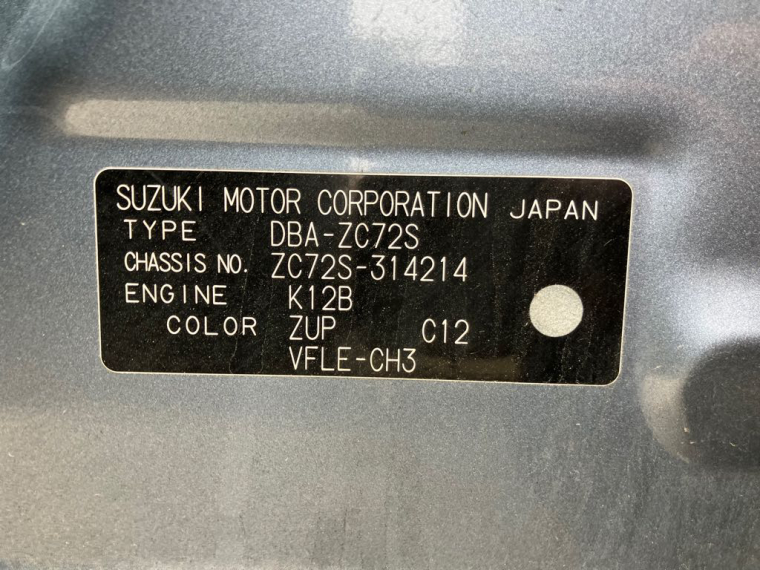 SUZUKI MOTOR CORPORATION JAPAN
TYPE DBA-ZC72S
CHASSIS NO. ZC72S-314214
ENGINE K12B
COLOR ZUP C12
VFLE-CH3